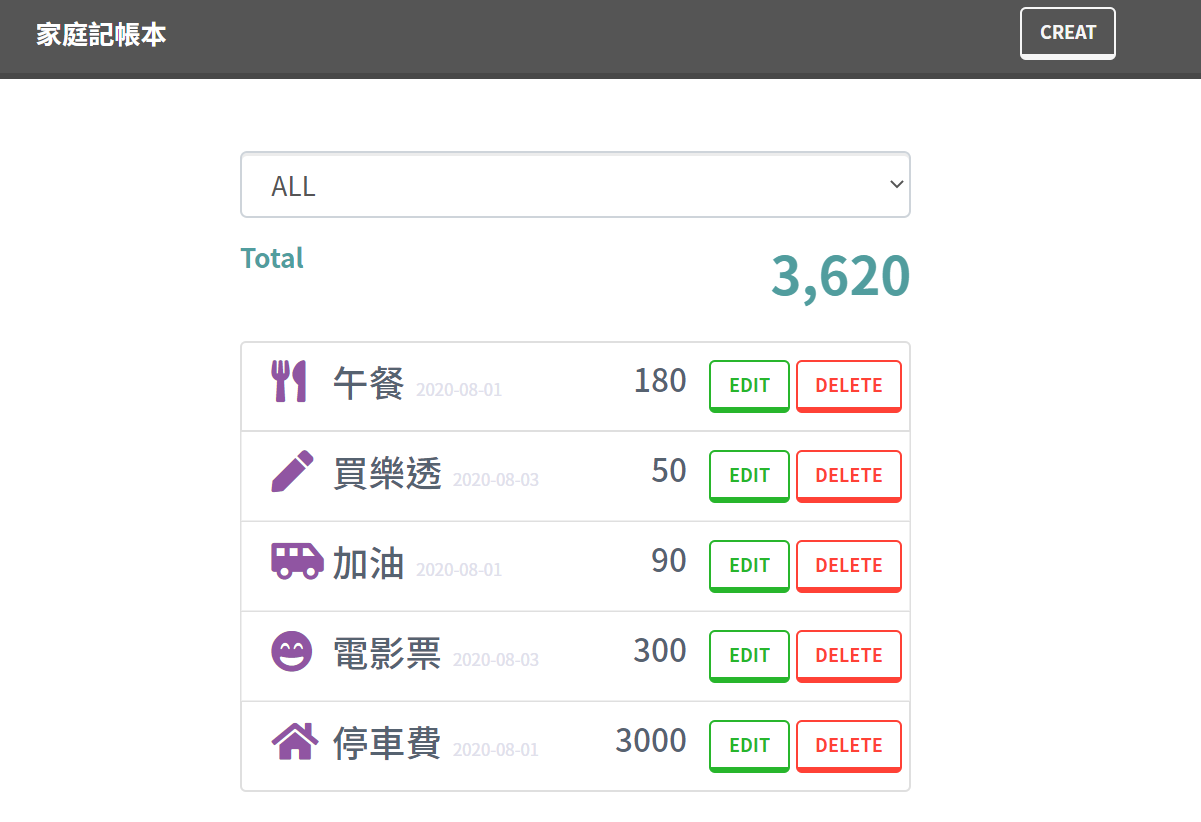 家庭記帳本
CREAT
ALL
Total
3,620
午餐 2020-08-01 180 EDIT DELETE
買樂透 2020-08-03 50 EDIT DELETE
加油 2020-08-01 90 EDIT DELETE
電影票 2020-08-03 300 EDIT DELETE
停車費 2020-08-01 3000 EDIT DELETE